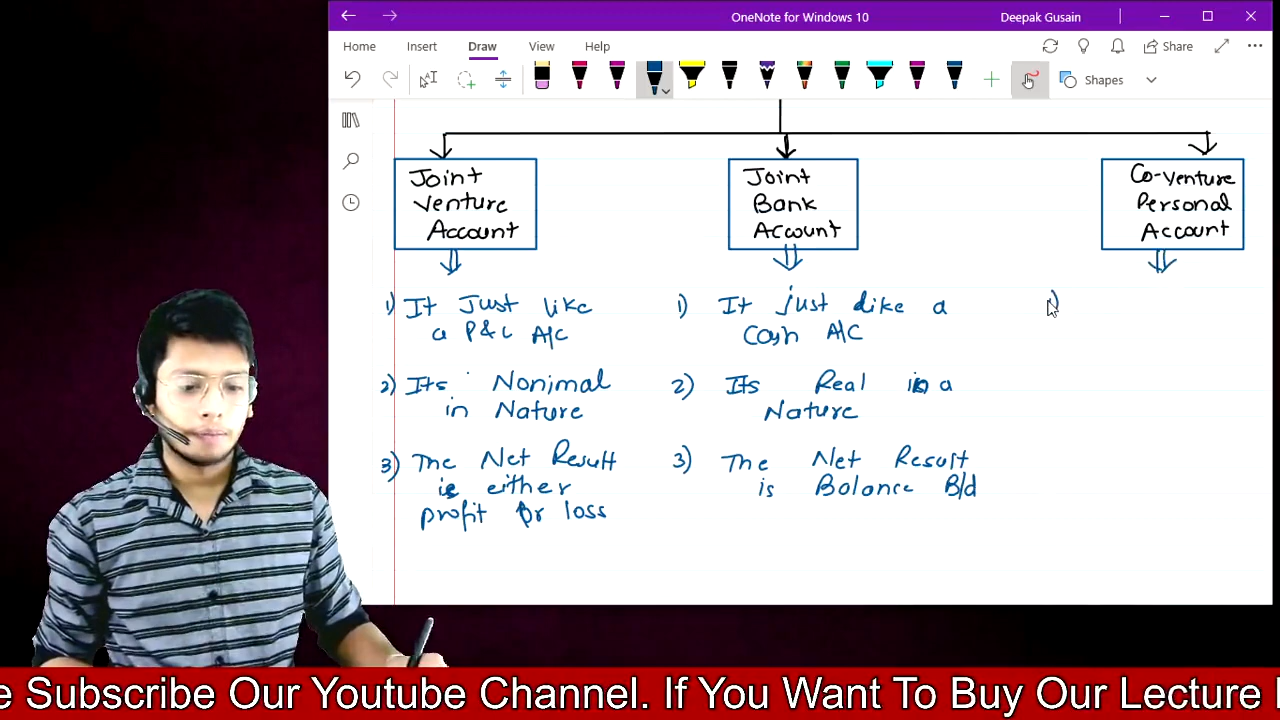 OneNote for Windows 10
Deepak Gusain
Home Insert Draw View Help
Share
Shapes
Joint
Venture
Account
Joint
Bank
Account
Co-venture
Personal
Account
1) It Just like
a P&L A/C
2) Its Nonimal
in Nature
3) The Net Result
is either
profit or loss
1) It just like a
Cash A/C
2) Its Real in a
Nature
3) The Net Result
is Balance B/d
1)
e Subscribe Our Youtube Channel. If You Want To Buy Our Lecture